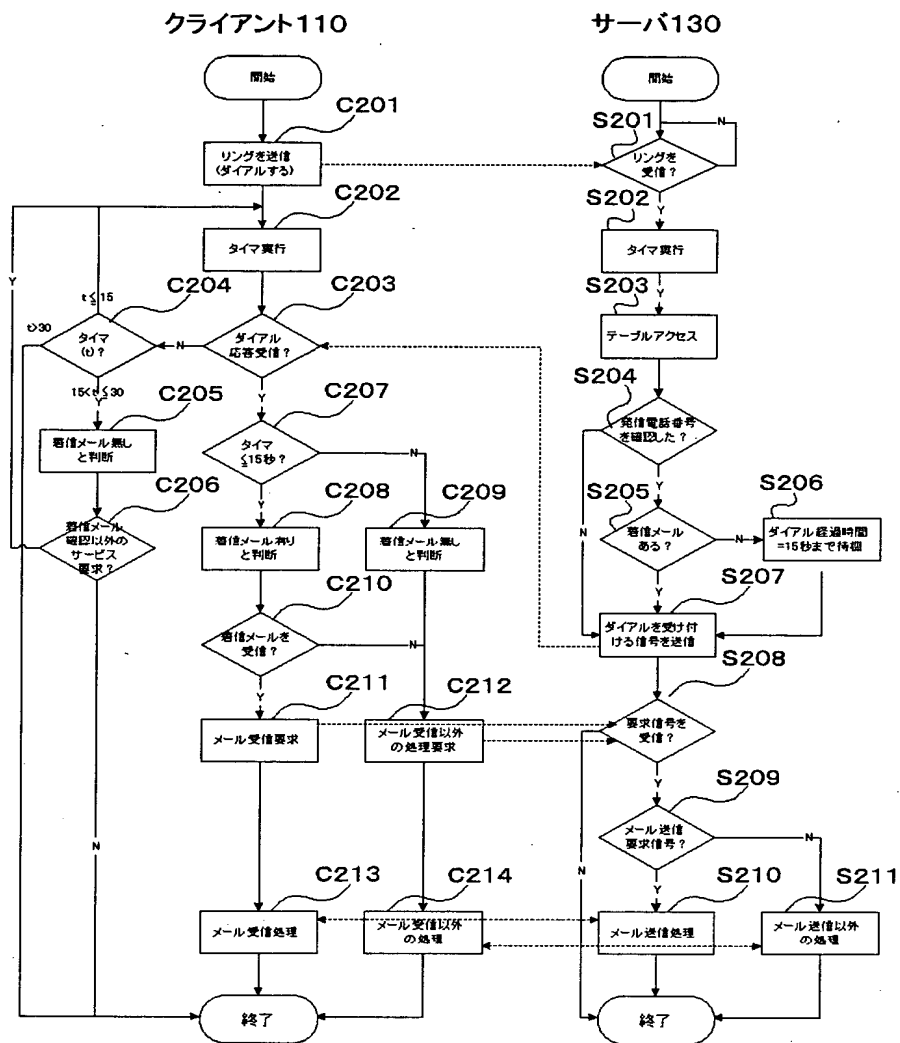 クライアント110
サーバ130
開始
C201
リングを送信
(ダイアルする)
C202
タイマ実行
C203
ダイアル
応答受信？
N
Y
C204
タイマ
(t)？
t≦15
t>30
15<t≦30
Y
C205
着信メール無し
と判断
C206
着信メール
確認以外の
サービス
要求？
Y
N
C207
タイマ
≦15秒？
N
Y
C208
着信メール有り
と判断
C209
着信メール無し
と判断
C210
着信メールを
受信？
N
Y
C211
メール受信要求
C212
メール受信以外
の処理要求
C213
メール受信処理
C214
メール受信以外
の処理
終了
開始
S201
リングを
受信？
N
Y
S202
タイマ実行
Y
S203
テーブルアクセス
S204
発信電話番号
を確認した？
N
Y
S205
着信メール
ある？
N
Y
S206
ダイアル経過時間
=15秒まで待機
S207
ダイアルを受け付
ける信号を送信
S208
要求信号を
受信？
N
Y
S209
メール送信
要求信号？
N
Y
S210
メール送信処理
S211
メール送信以外
の処理
終了